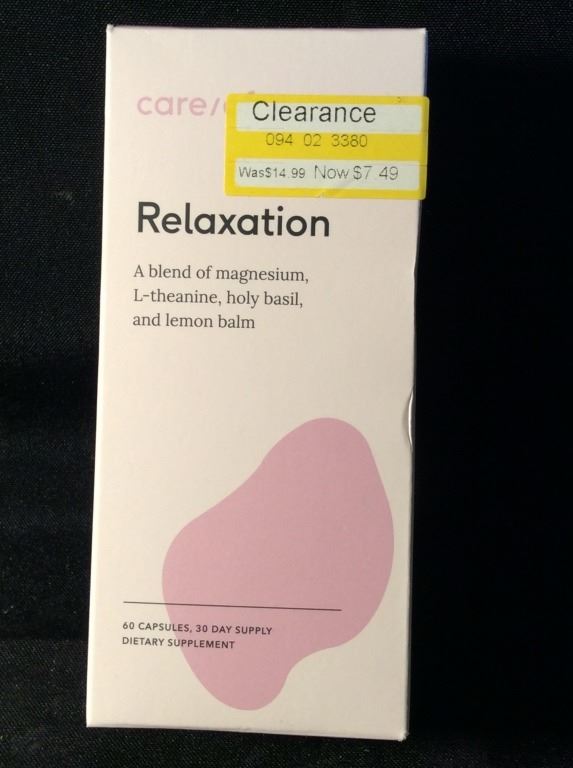 care/
Clearance
094 02 3380
Was$14.99 Now $7.49
Relaxation
A blend of magnesium,
L-theanine, holy basil,
and lemon balm
60 CAPSULES, 30 DAY SUPPLY
DIETARY SUPPLEMENT